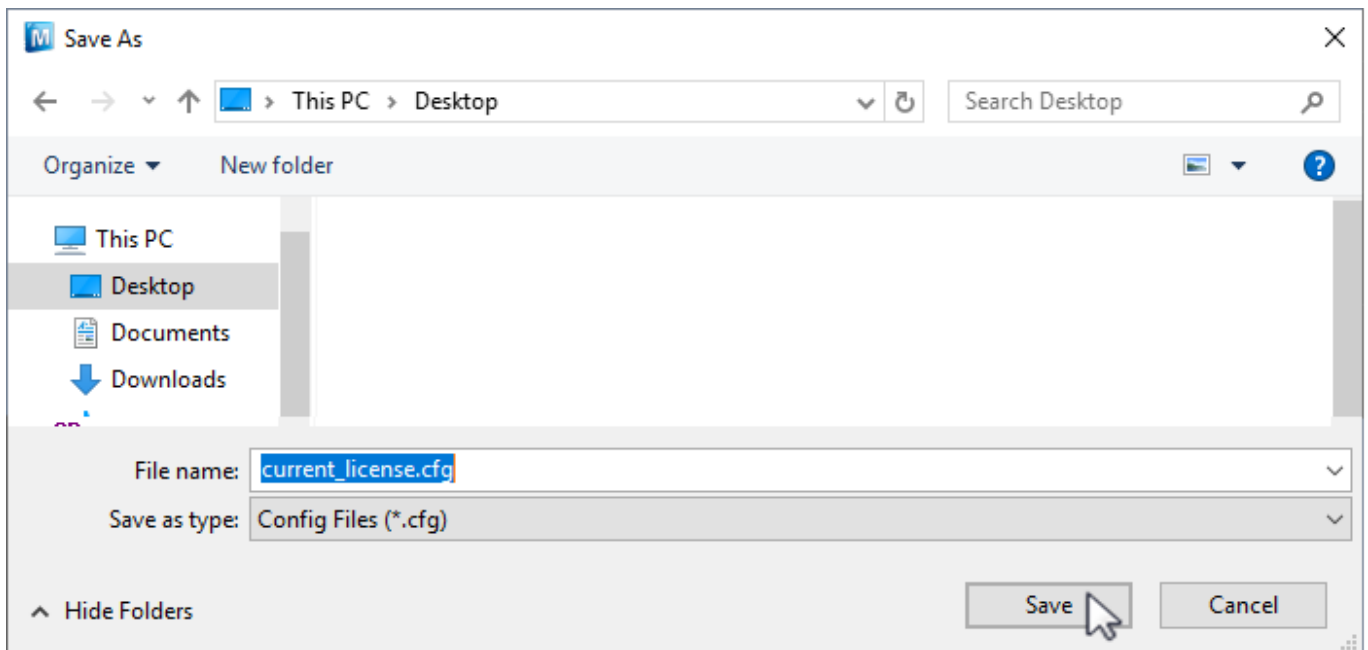 M Save As
This PC > Desktop
Search Desktop
Organize
New folder
?
This PC
Desktop
Documents
Downloads
File name: current_license.cfg
Save as type: Config Files (*.cfg)
Hide Folders
Save
Cancel